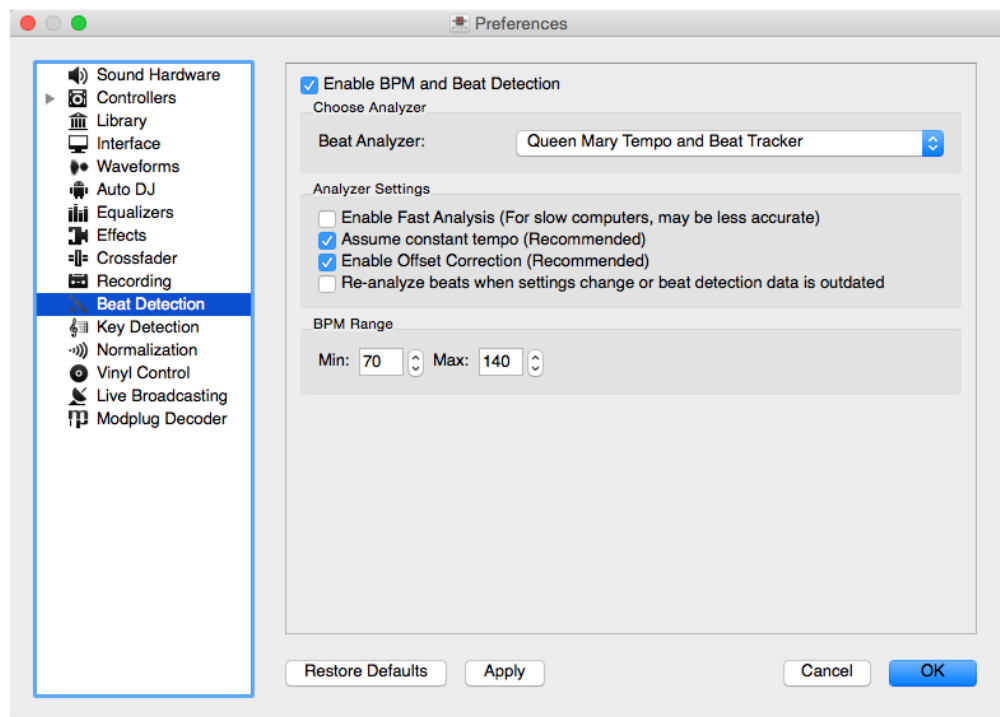 Preferences
Sound Hardware
Controllers
Library
Interface
Waveforms
Auto DJ
Equalizers
Effects
Crossfader
Recording
Beat Detection
Key Detection
Normalization
Vinyl Control
Live Broadcasting
Modplug Decoder
Enable BPM and Beat Detection
Choose Analyzer
Beat Analyzer: Queen Mary Tempo and Beat Tracker
Analyzer Settings
Enable Fast Analysis (For slow computers, may be less accurate)
Assume constant tempo (Recommended)
Enable Offset Correction (Recommended)
Re-analyze beats when settings change or beat detection data is outdated
BPM Range
Min: 70 Max: 140
Restore Defaults Apply Cancel OK